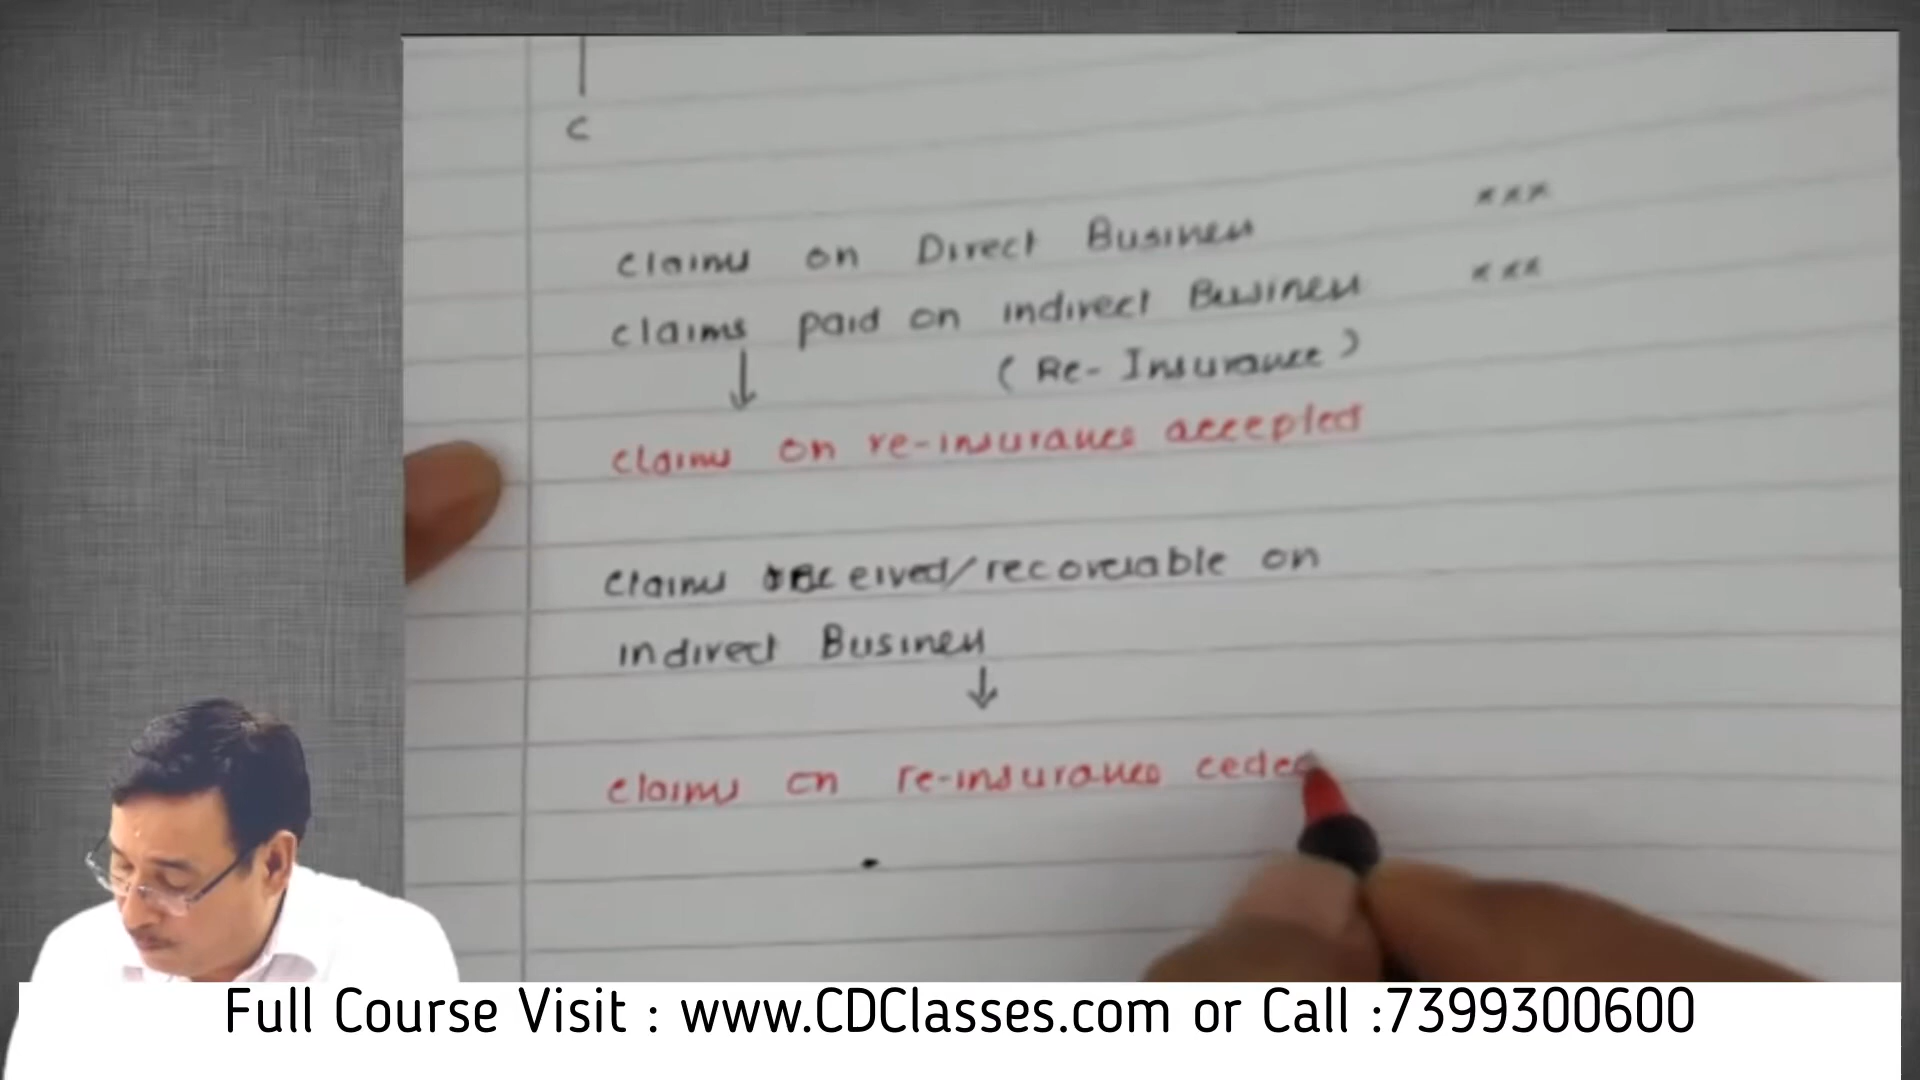 C
Claims on Direct Business xxx
Claims paid on indirect Business xxx
(Re-Insurance)
Claims on re-insurance accepted
Claims received/recoverable on
indirect Business
Claims on re-insurance ceded
Full Course Visit : www.CDClasses.com or Call :7399300600